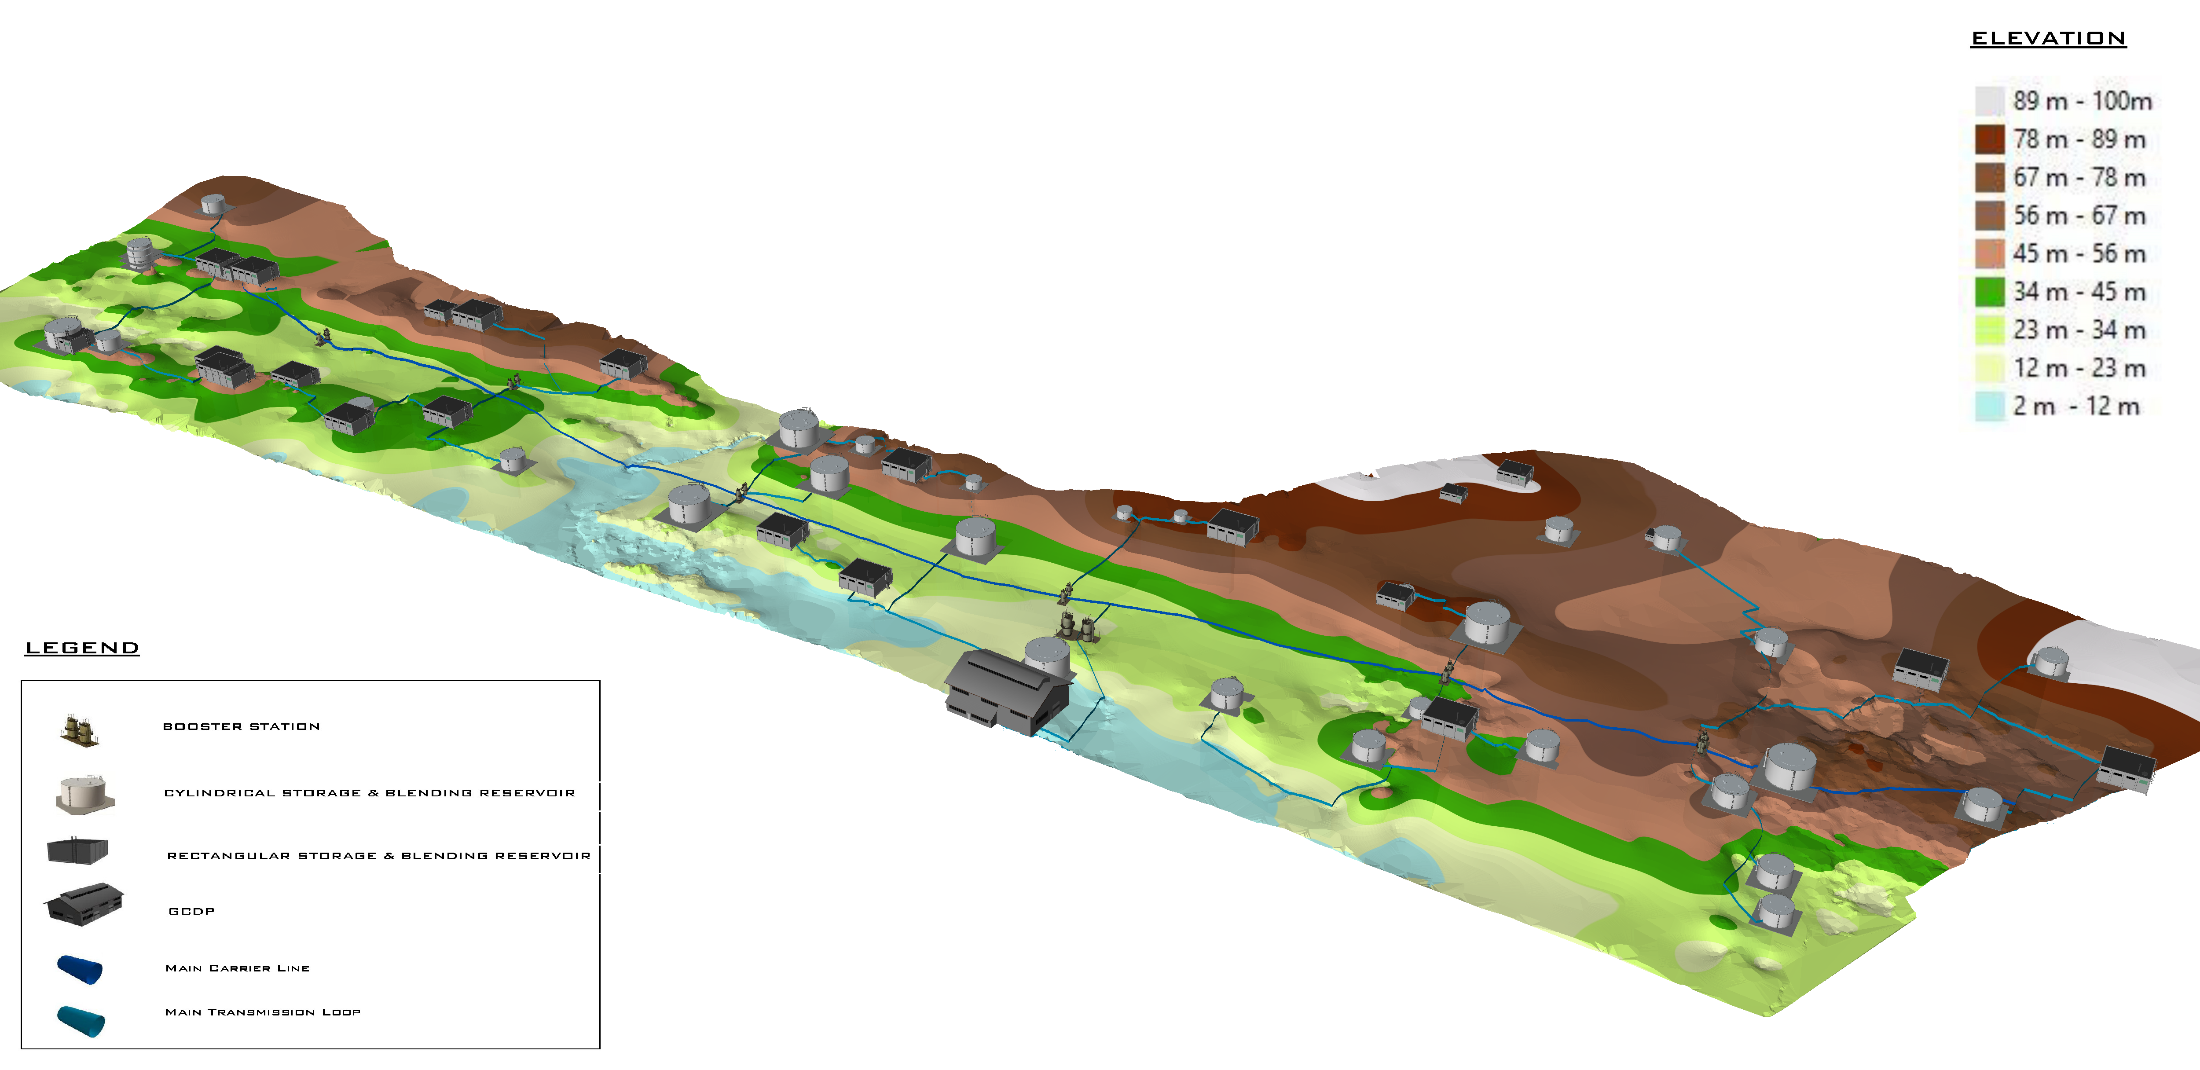 ELEVATION
89 m - 100m
78 m - 89 m
67 m - 78 m
56 m - 67 m
45 m - 56 m
34 m - 45 m
23 m - 34 m
12 m - 23 m
2 m - 12 m
LEGEND
BOOSTER STATION
CYLINDRICAL STORAGE & BLENDING RESERVOIR
RECTANGULAR STORAGE & BLENDING RESERVOIR
GCDP
MAIN CARRIER LINE
MAIN TRANSMISSION LOOP